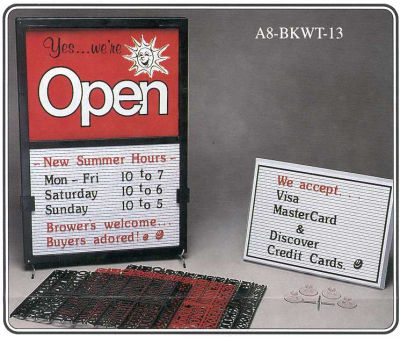 A8-BKWT-13
Yes...we're
Open
- New Summer Hours -
Mon - Fri 10 to 7
Saturday 10 to 6
Sunday 10 to 5
Browers welcome...
Buyers adored!
We accept....
Visa
MasterCard
&
Discover
Credit Cards.